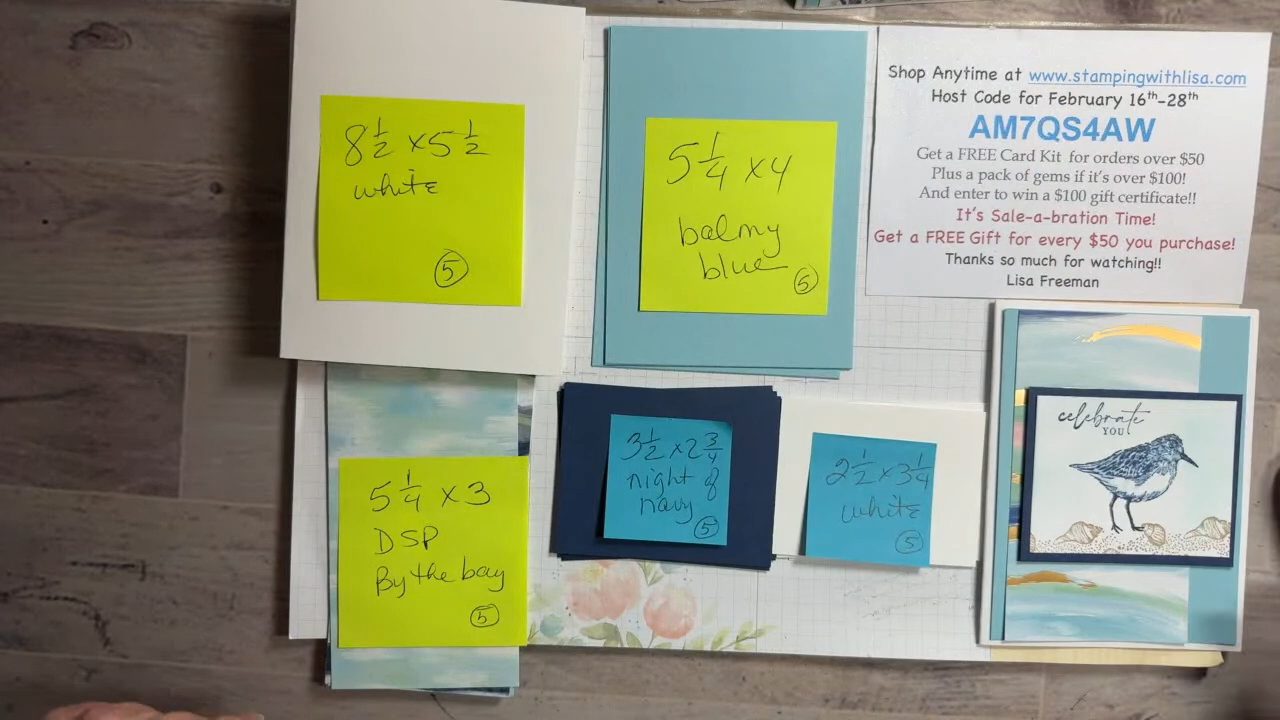 8 1/2 x 5 1/2
white
5
5 1/4 x 4
balmy
blue
5
Shop Anytime at www.stampingwithlisa.com
Host Code for February 16th-28th
AM7QS4AW
Get a FREE Card Kit for orders over $50
Plus a pack of gems if it's over $100!
And enter to win a $100 gift certificate!!
It's Sale-a-bration Time!
Get a FREE Gift for every $50 you purchase!
Thanks so much for watching!!
Lisa Freeman
5 1/4 x 3
DSP
By the bay
5
3 1/2 x 2 3/4
night of
navy
5
2 1/2 x 3 1/4
white
5
celebrate
YOU